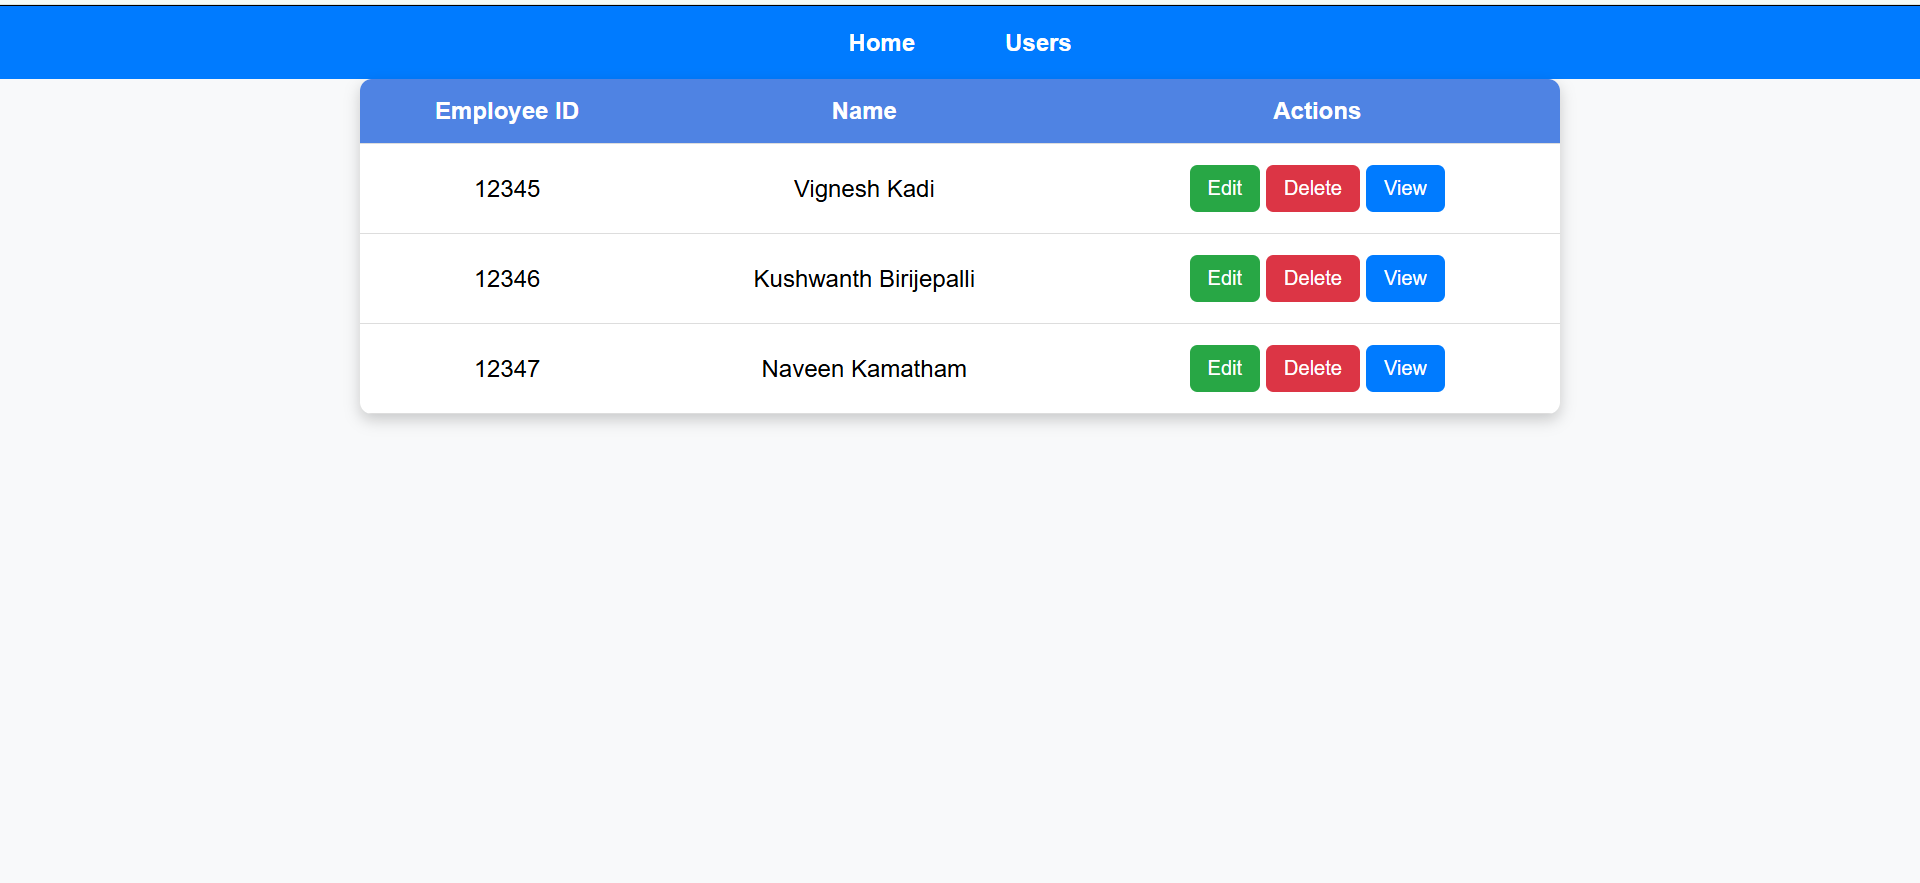 Home Users
Employee ID Name Actions
12345 Vignesh Kadi Edit Delete View
12346 Kushwanth Birijepalli Edit Delete View
12347 Naveen Kamatham Edit Delete View